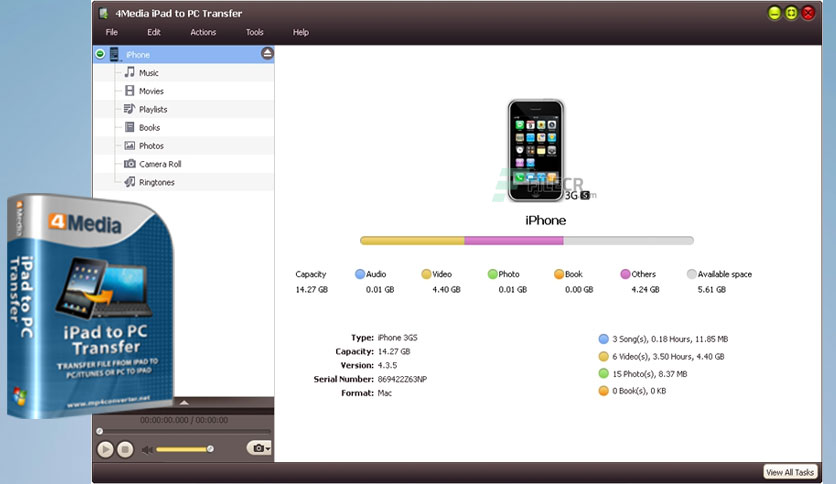 4Media iPad to PC Transfer
File Edit Actions Tools Help
iPhone
Music
Movies
Playlists
Books
Photos
Camera Roll
Ringtones
FILECR
3G S
iPhone
Capacity Audio Video Photo Book Others Available space
14.27 GB 0.01 GB 4.40 GB 0.01 GB 0.00 GB 4.24 GB 5.61 GB
Type: iPhone 3GS
Capacity: 14.27 GB
Version: 4.3.5
Serial Number: 869422Z63NP
Format: Mac
3 Song(s), 0.18 Hours, 11.85 MB
6 Video(s), 3.50 Hours, 4.40 GB
15 Photo(s), 8.37 MB
0 Book(s), 0 KB
00:00:00.000 / 00:00:00
View All Tasks
4Media
iPad to PC Transfer
4Media
iPad to PC
Transfer
TRANSFER FILE FROM IPAD TO
PC/ITUNES OR PC TO IPAD
www.mp4converter.net